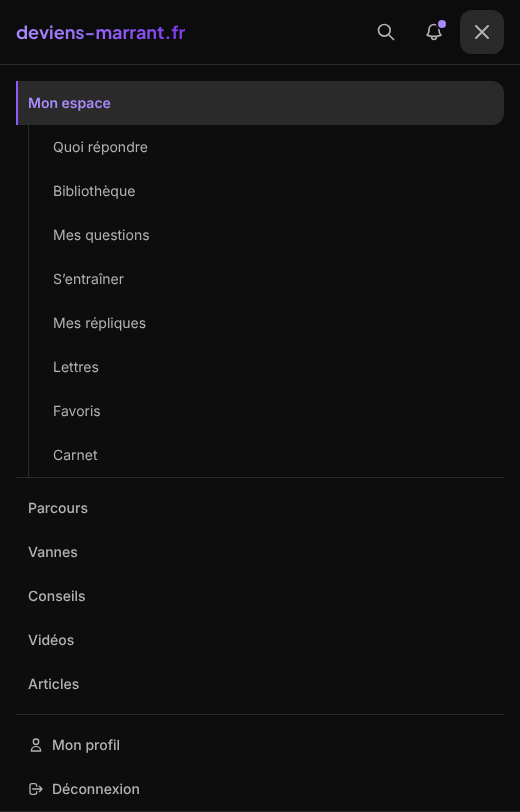 deviens-marrant.fr
Mon espace
Quoi répondre
Bibliothèque
Mes questions
S’entraîner
Mes répliques
Lettres
Favoris
Carnet
Parcours
Vannes
Conseils
Vidéos
Articles
Mon profil
Déconnexion